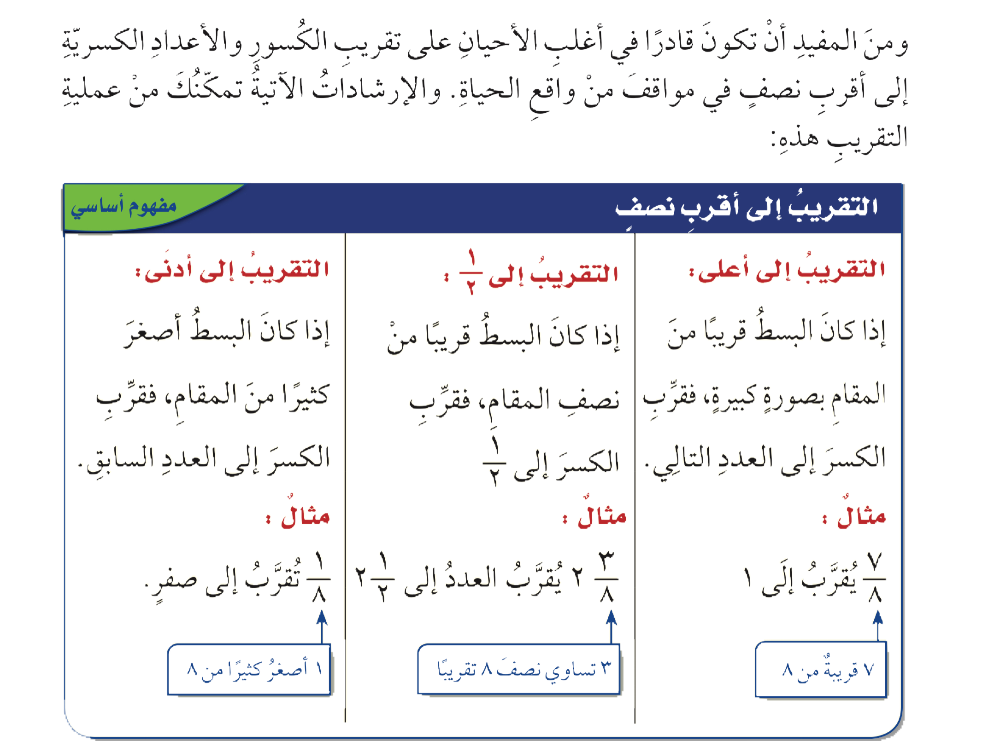 ومنَ المفيدِ أنْ تكونَ قادرًا في أغلبِ الأحيانِ على تقريبِ الكُسورِ والأعدادِ الكسريّةِ
إلى أقربِ نصفٍ في مواقفَ منْ واقعِ الحياةِ. والإرشاداتُ الآتيةُ تمكّنُكَ منْ عمليةِ
التقريبِ هذهِ:
التقريبُ إلى أقربِ نصفٍ
مفهوم أساسي
التقريبُ إلى أعلى:
إذا كانَ البسطُ قريبًا منَ
المقامِ بصورةٍ كبيرةٍ، فقرِّبِ
الكسرَ إلى العددِ التالِي.
مثالٌ :
٧/٨ يُقرَّبُ إلَى ١
٧ قريبةٌ من ٨
التقريبُ إلى ١/٢ :
إذا كانَ البسطُ قريبًا منْ
نصفِ المقامِ، فقرِّبِ
الكسرَ إلى ١/٢
مثالٌ :
٢ ٣/٨ يُقرَّبُ العددُ إلى ٢ ١/٢
٣ تساوي نصفَ ٨ تقريبًا
التقريبُ إلى أدنَى:
إذا كانَ البسطُ أصغرَ
كثيرًا منَ المقامِ، فقرِّبِ
الكسرَ إلى العددِ السابقِ.
مثالٌ :
١/٨ تُقرَّبُ إلى صفرٍ.
١ أصغرُ كثيرًا من ٨